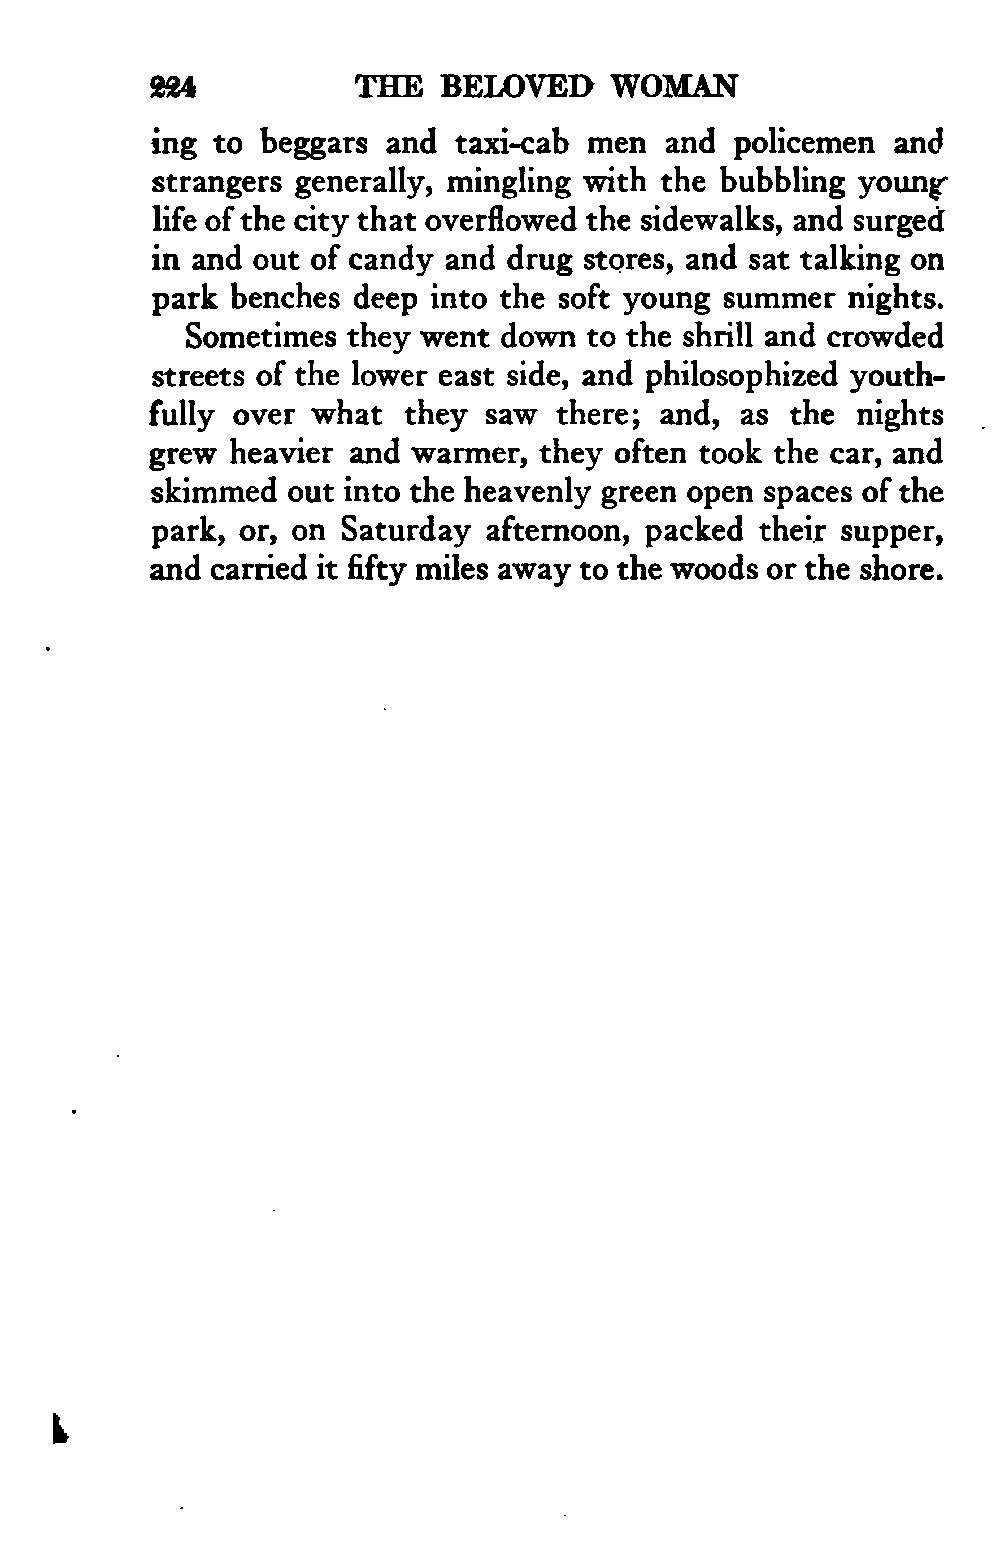 224 THE BELOVED WOMAN
ing to beggars and taxi-cab men and policemen and
strangers generally, mingling with the bubbling young
life of the city that overflowed the sidewalks, and surged
in and out of candy and drug stores, and sat talking on
park benches deep into the soft young summer nights.
Sometimes they went down to the shrill and crowded
streets of the lower east side, and philosophized youth-
fully over what they saw there; and, as the nights
grew heavier and warmer, they often took the car, and
skimmed out into the heavenly green open spaces of the
park, or, on Saturday afternoon, packed their supper,
and carried it fifty miles away to the woods or the shore.